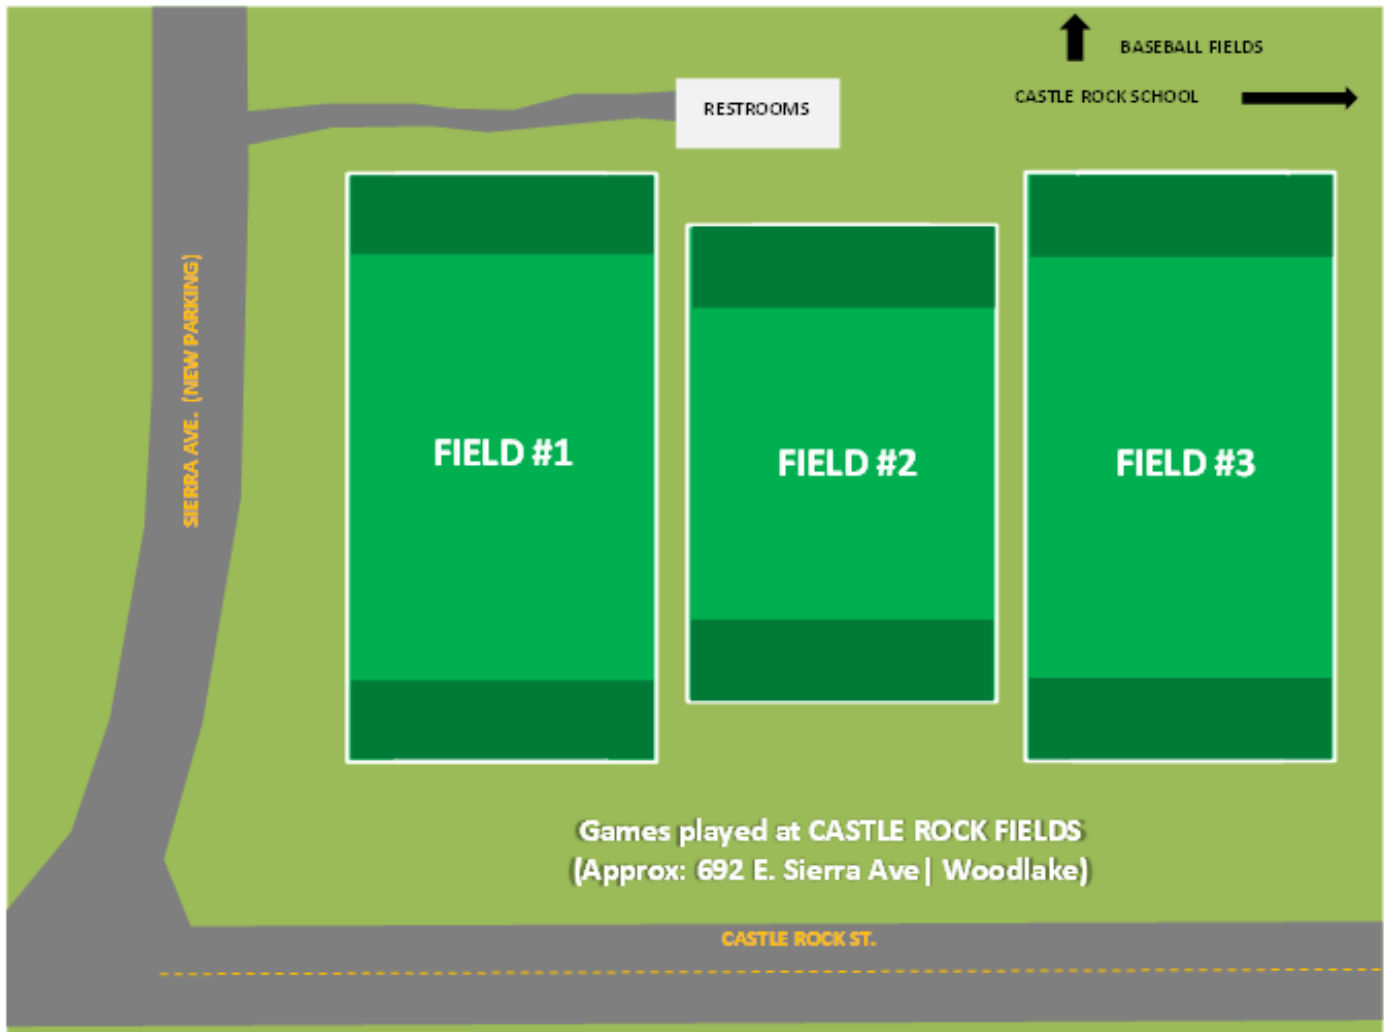 BASEBALL FIELDS
CASTLE ROCK SCHOOL
RESTROOMS
SIERRA AVE. (NEW PARKING)
FIELD #1
FIELD #2
FIELD #3
Games played at CASTLE ROCK FIELDS
(Approx: 692 E. Sierra Ave| Woodlake)
CASTLE ROCK ST.